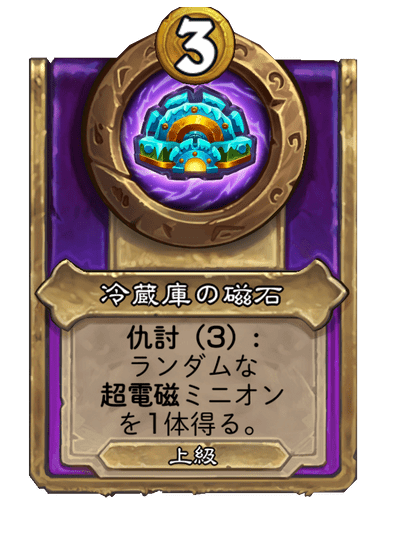 3
冷蔵庫の磁石
仇討（3）:
ランダムな
超電磁ミニオン
を1体得る。
上級